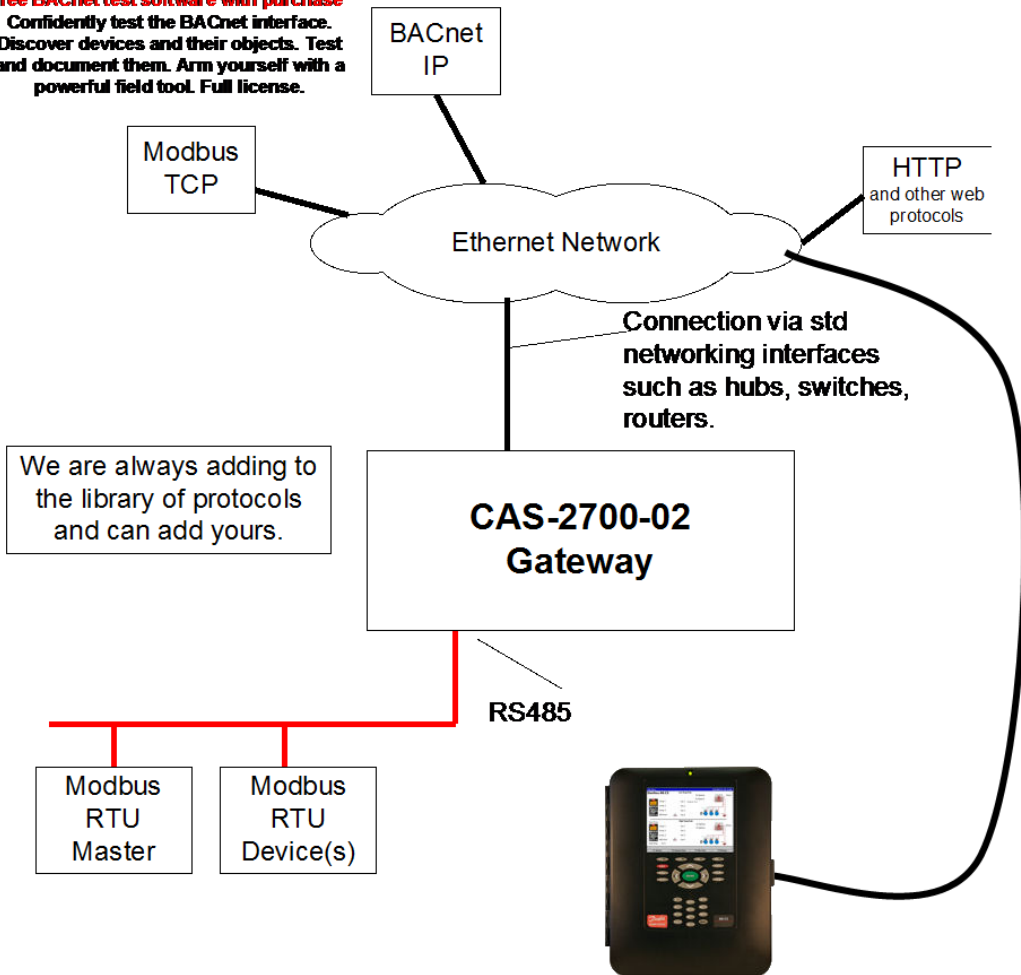 ree BACnet test software with purchase
Confidently test the BACnet interface.
Discover devices and their objects. Test
and document them. Arm yourself with a
powerful field tool. Full license.
BACnet
IP
Modbus
TCP
HTTP
and other web
protocols
Ethernet Network
Connection via std
networking interfaces
such as hubs, switches,
routers.
We are always adding to
the library of protocols
and can add yours.
CAS-2700-02
Gateway
RS485
Modbus
RTU
Master
Modbus
RTU
Device(s)
Danfoss